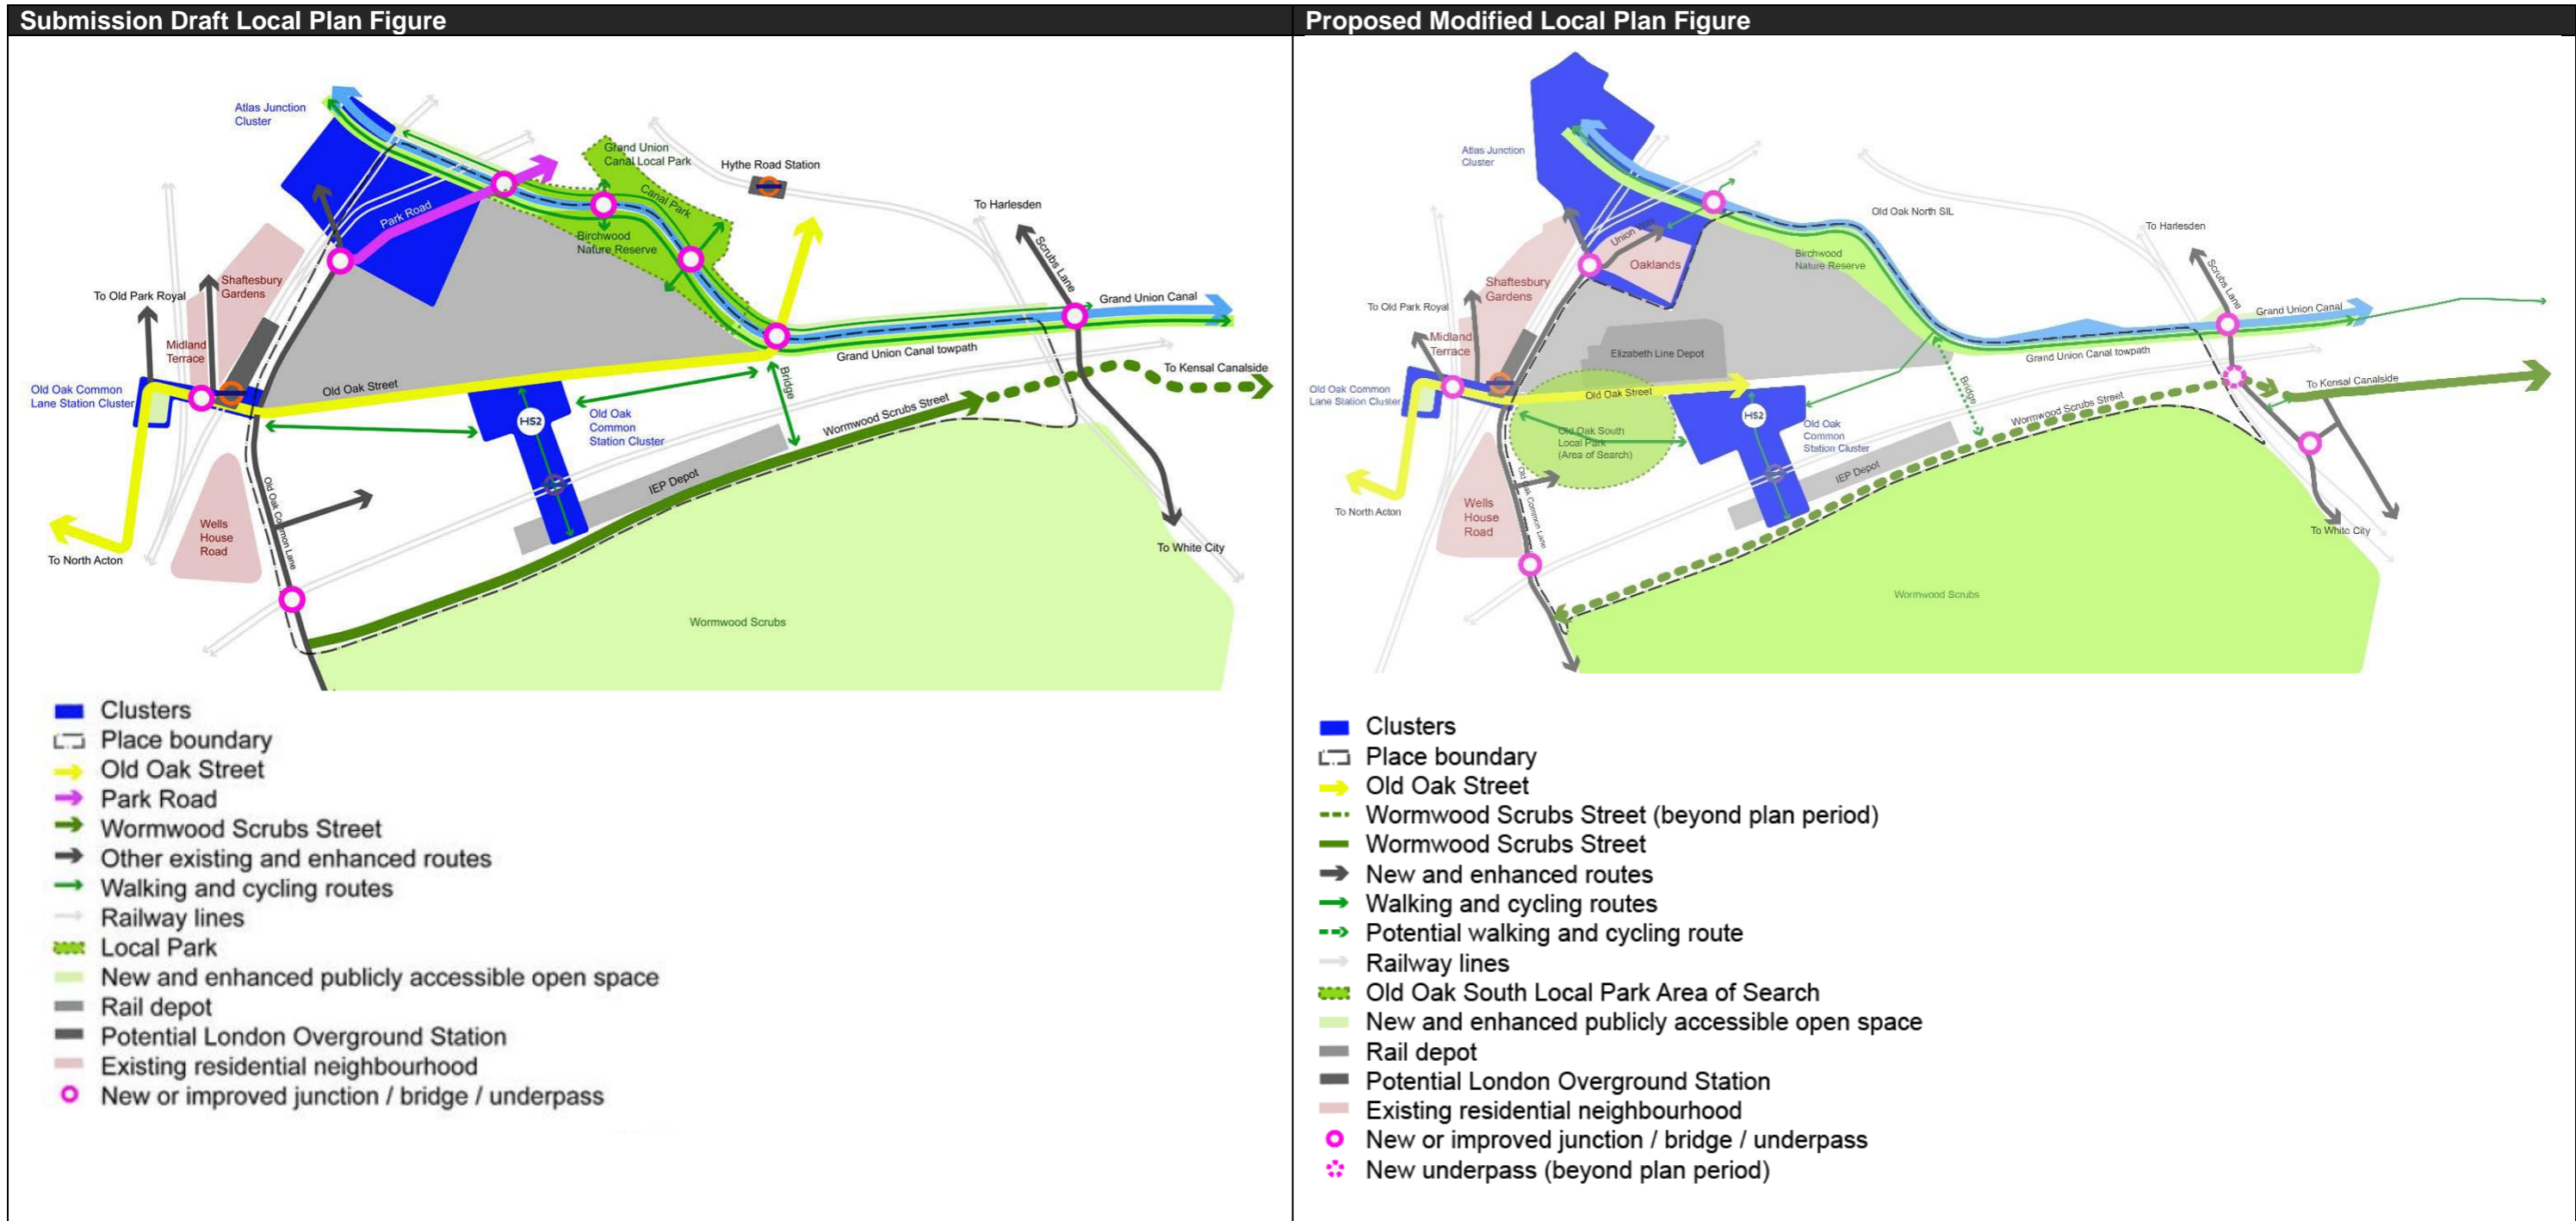 Submission Draft Local Plan Figure
Atlas Junction
Cluster
Grand Union
Canal Local Park
Hythe Road Station
Canal Park
Park Road
To Harlesden
Scrubs Lane
Birchwood
Nature Reserve
Shaftesbury
Gardens
To Old Park Royal
Grand Union Canal
Midland
Terrace
Grand Union Canal towpath
Bridge
To Kensal Canalside
Old Oak Common
Lane Station Cluster
Old Oak Street
HS2
Old Oak
Common
Station Cluster
Wormwood Scrubs Street
IEP Depot
Old Oak Common Lane
Wells
House
Road
To North Acton
To White City
Wormwood Scrubs
Clusters
Place boundary
Old Oak Street
Park Road
Wormwood Scrubs Street
Other existing and enhanced routes
Walking and cycling routes
Railway lines
Local Park
New and enhanced publicly accessible open space
Rail depot
Potential London Overground Station
Existing residential neighbourhood
New or improved junction / bridge / underpass
Proposed Modified Local Plan Figure
Atlas Junction
Cluster
Old Oak North SIL
To Harlesden
Union Way
Oaklands
Birchwood
Nature Reserve
Scrubs Lane
Shaftesbury
Gardens
To Old Park Royal
Grand Union Canal
Midland
Terrace
Elizabeth Line Depot
Grand Union Canal towpath
Bridge
To Kensal Canalside
Old Oak Common
Lane Station Cluster
Old Oak Street
HS2
Old Oak
Common
Station Cluster
Wormwood Scrubs Street
Old Oak South
Local Park
(Area of Search)
IEP Depot
Old Oak Common Lane
Wells
House
Road
To North Acton
To White City
Wormwood Scrubs
Clusters
Place boundary
Old Oak Street
Wormwood Scrubs Street (beyond plan period)
Wormwood Scrubs Street
New and enhanced routes
Walking and cycling routes
Potential walking and cycling route
Railway lines
Old Oak South Local Park Area of Search
New and enhanced publicly accessible open space
Rail depot
Potential London Overground Station
Existing residential neighbourhood
New or improved junction / bridge / underpass
New underpass (beyond plan period)